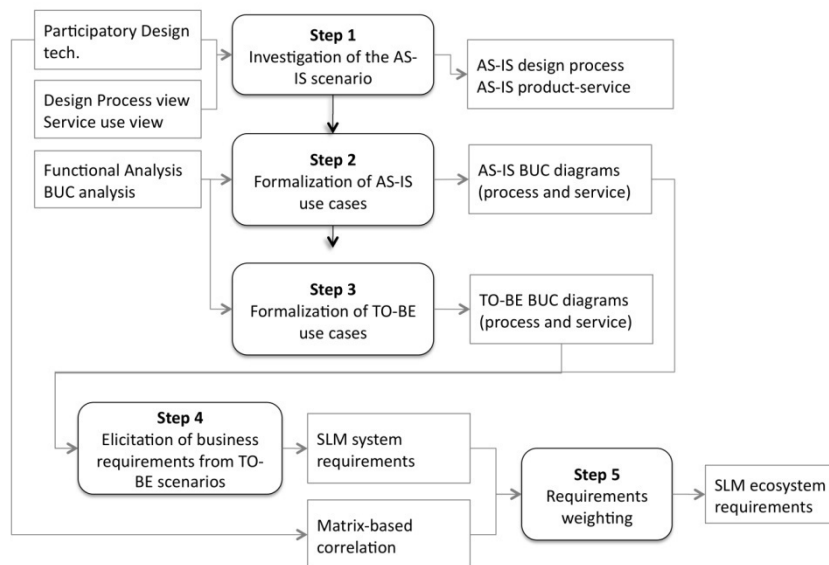 Participatory Design
tech.
Step 1
Investigation of the AS-
IS scenario
AS-IS design process
AS-IS product-service
Design Process view
Service use view
Functional Analysis
BUC analysis
Step 2
Formalization of AS-IS
use cases
AS-IS BUC diagrams
(process and service)
Step 3
Formalization of TO-BE
use cases
TO-BE BUC diagrams
(process and service)
Step 4
Elicitation of business
requirements from TO-
BE scenarios
SLM system
requirements
Matrix-based
correlation
Step 5
Requirements
weighting
SLM ecosystem
requirements